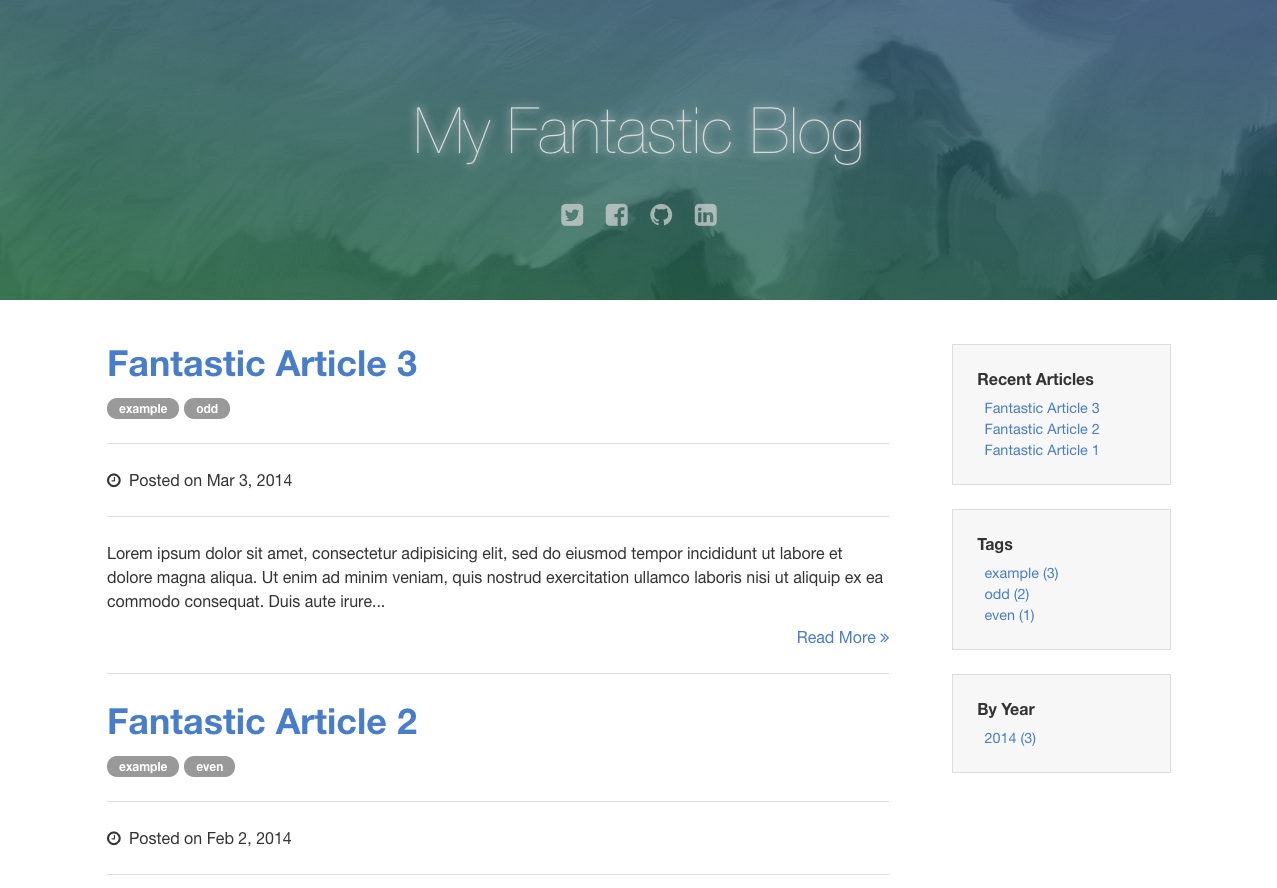 My Fantastic Blog
Fantastic Article 3
example odd
Posted on Mar 3, 2014
Lorem ipsum dolor sit amet, consectetur adipisicing elit, sed do eiusmod tempor incididunt ut labore et
dolore magna aliqua. Ut enim ad minim veniam, quis nostrud exercitation ullamco laboris nisi ut aliquip ex ea
commodo consequat. Duis aute irure...
Read More »
Fantastic Article 2
example even
Posted on Feb 2, 2014
Recent Articles
Fantastic Article 3
Fantastic Article 2
Fantastic Article 1
Tags
example (3)
odd (2)
even (1)
By Year
2014 (3)